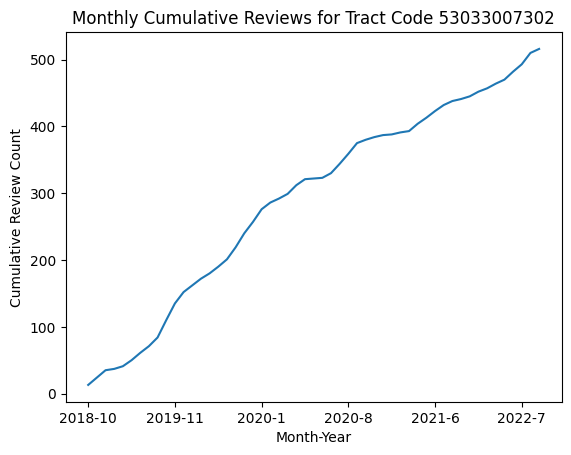 Monthly Cumulative Reviews for Tract Code 53033007302
500
400
300
200
100
0
Cumulative Review Count
2018-10 2019-11 2020-1 2020-8 2021-6 2022-7
Month-Year